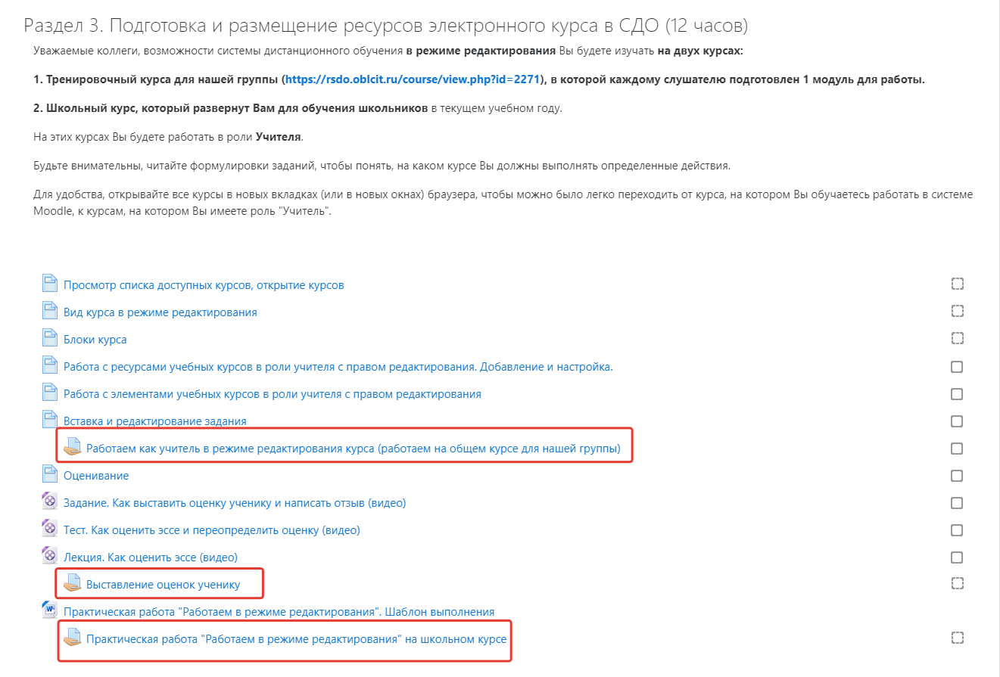 Раздел 3. Подготовка и размещение ресурсов электронного курса в СДО (12 часов)
Уважаемые коллеги, возможности системы дистанционного обучения в режиме редактирования Вы будете изучать на двух курсах:
1. Тренировочный курса для нашей группы (https://rsdo.oblcit.ru/course/view.php?id=2271), в которой каждому слушателю подготовлен 1 модуль для работы.
2. Школьный курс, который развернут Вам для обучения школьников в текущем учебном году.
На этих курсах Вы будете работать в роли Учителя.
Будьте внимательны, читайте формулировки заданий, чтобы понять, на каком курсе Вы должны выполнять определенные действия.
Для удобства, открывайте все курсы в новых вкладках (или в новых окнах) браузера, чтобы можно было легко переходить от курса, на котором Вы обучаетесь работать в системе
Moodle, к курсам, на котором Вы имеете роль "Учитель".
Просмотр списка доступных курсов, открытие курсов
Вид курса в режиме редактирования
Блоки курса
Работа с ресурсами учебных курсов в роли учителя с правом редактирования. Добавление и настройка.
Работа с элементами учебных курсов в роли учителя с правом редактирования
Вставка и редактирование задания
Работаем как учитель в режиме редактирования курса (работаем на общем курсе для нашей группы)
Оценивание
Задание. Как выставить оценку ученику и написать отзыв (видео)
Тест. Как оценить эссе и переопределить оценку (видео)
Лекция. Как оценить эссе (видео)
Выставление оценок ученику
Практическая работа "Работаем в режиме редактирования". Шаблон выполнения
Практическая работа "Работаем в режиме редактирования" на школьном курсе